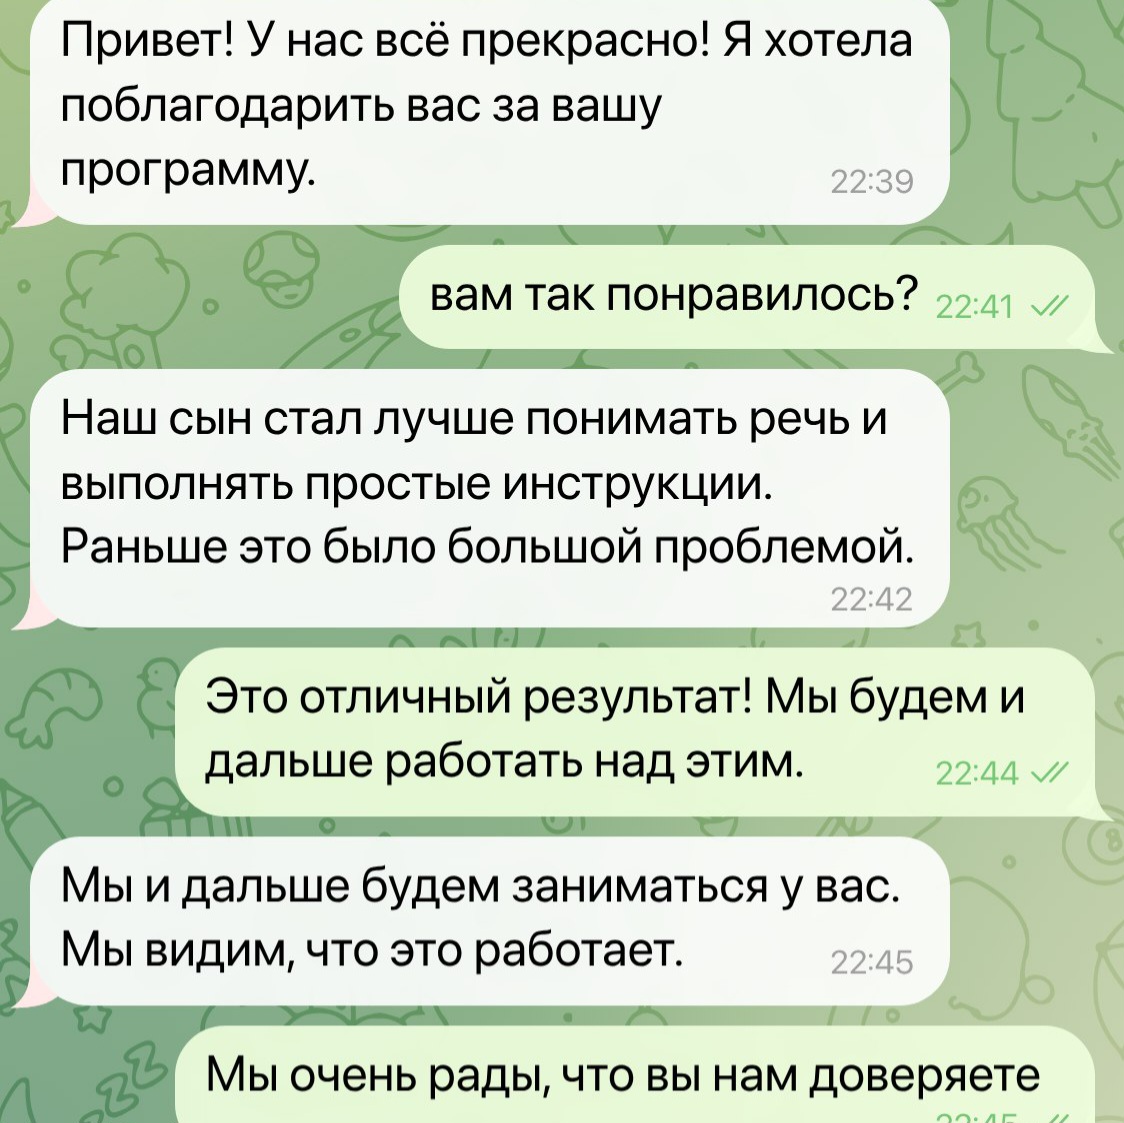 Привет! У нас всё прекрасно! Я хотела
поблагодарить вас за вашу
программу.
22:39
вам так понравилось? 22:41
Наш сын стал лучше понимать речь и
выполнять простые инструкции.
Раньше это было большой проблемой.
22:42
Это отличный результат! Мы будем и
дальше работать над этим.
22:44
Мы и дальше будем заниматься у вас.
Мы видим, что это работает.
22:45
Мы очень рады, что вы нам доверяете
22:45